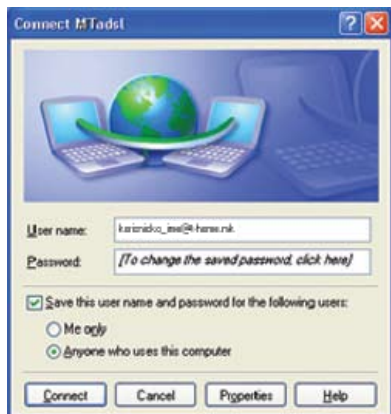 Connect MTadsl
User name: korisnicko_ime@t-home.mk
Password: [To change the saved password, click here]
Save this user name and password for the following users:
Me only
Anyone who uses this computer
Connect Cancel Properties Help